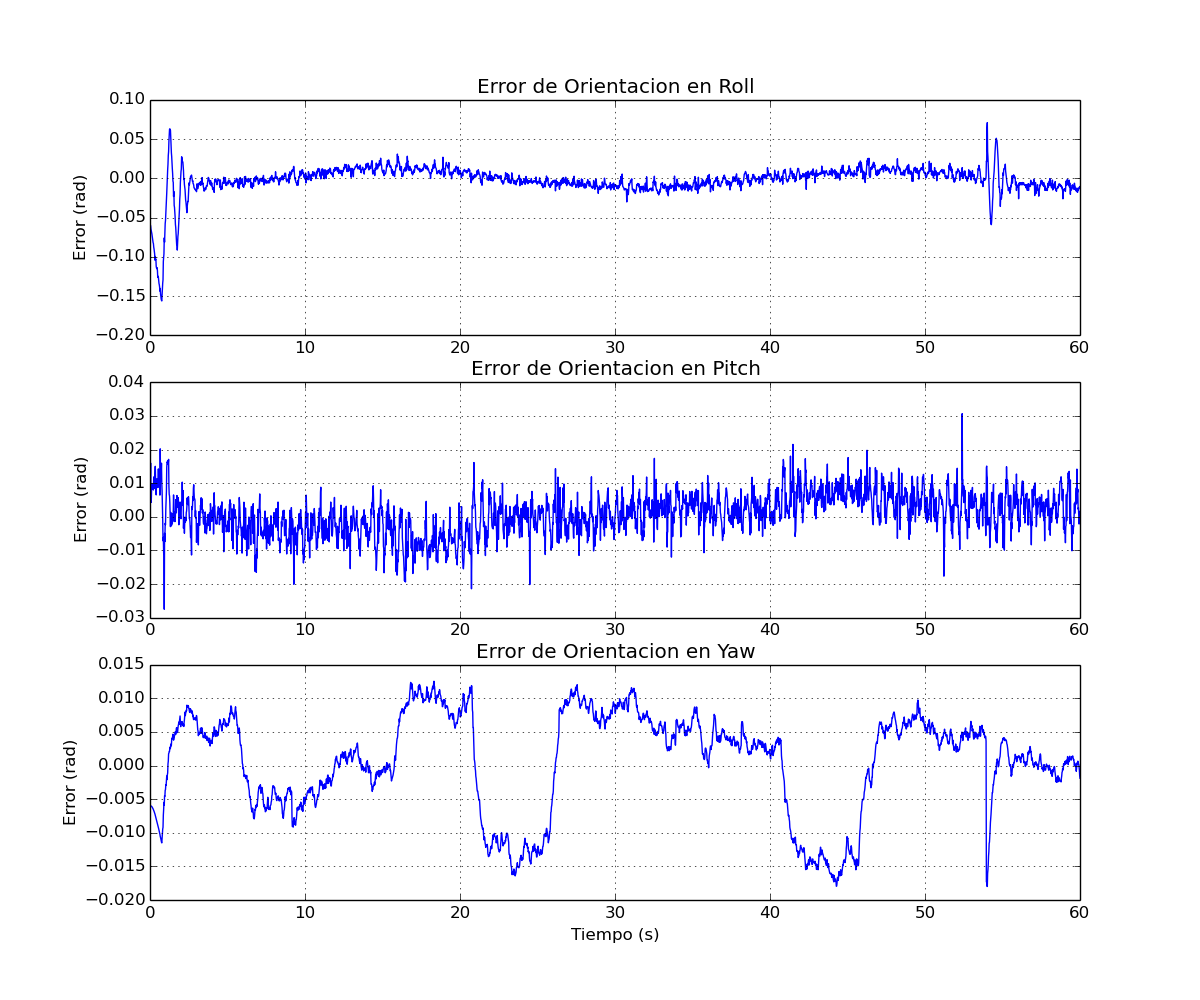 Error de Orientacion en Roll
0.10
0.05
0.00
−0.05
−0.10
−0.15
−0.20
Error (rad)
0 10 20 30 40 50 60
Error de Orientacion en Pitch
0.04
0.03
0.02
0.01
0.00
−0.01
−0.02
−0.03
Error (rad)
0 10 20 30 40 50 60
Error de Orientacion en Yaw
0.015
0.010
0.005
0.000
−0.005
−0.010
−0.015
−0.020
Error (rad)
0 10 20 30 40 50 60
Tiempo (s)